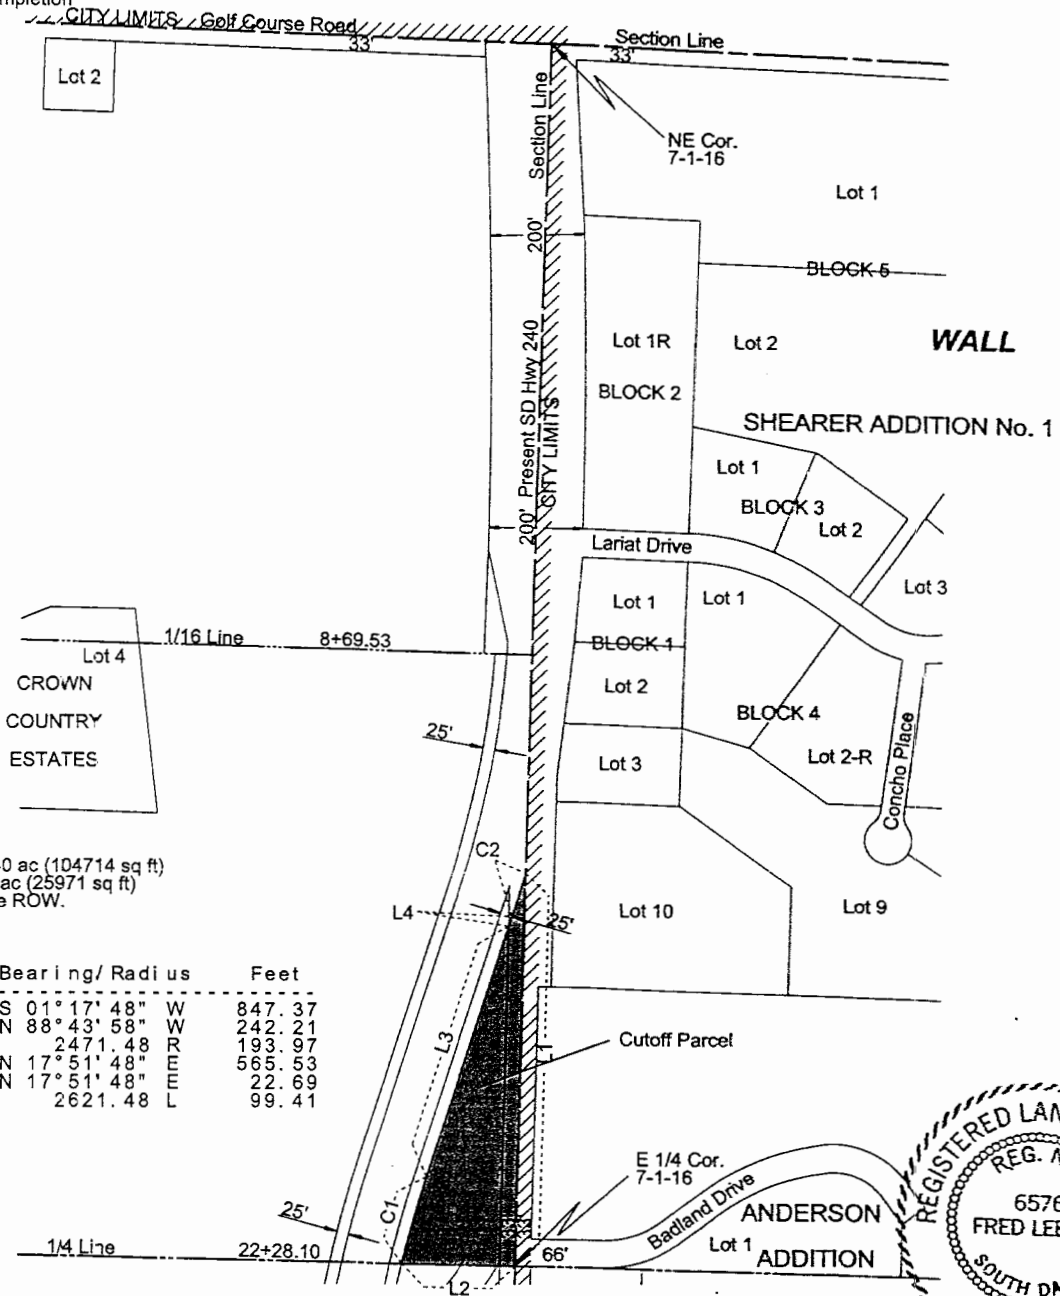 mpletion
CITY LIMITS Golf Course Road
33'
Section Line
33'
Lot 2
Section Line
NE Cor.
7-1-16
Lot 1
200'
BLOCK 5
Present SD Hwy 240
CITY LIMITS
Lot 1R
Lot 2
WALL
BLOCK 2
SHEARER ADDITION No. 1
Lot 1
BLOCK 3
Lot 2
200'
Lariat Drive
Lot 3
Lot 1
Lot 1
1/16 Line
8+69.53
BLOCK 1
Lot 4
CROWN
COUNTRY
ESTATES
Lot 2
BLOCK 4
25'
Lot 3
Lot 2-R
Concho Place
C2
0 ac (104714 sq ft)
ac (25971 sq ft)
e ROW.
L4
25'
Lot 10
Lot 9
Bearing/Radius Feet
S 01°17'48" W 847.37
N 88°43'58" W 242.21
2471.48 R 193.97
N 17°51'48" E 565.53
N 17°51'48" E 22.69
2621.48 L 99.41
L3
L1
Cutoff Parcel
E 1/4 Cor.
7-1-16
Badland Drive
ANDERSON
Lot 1
ADDITION
C1
25'
1/4 Line
22+28.10
66'
L2
REGISTERED LAN
REG.
6576
FRED LEE
SOUTH D